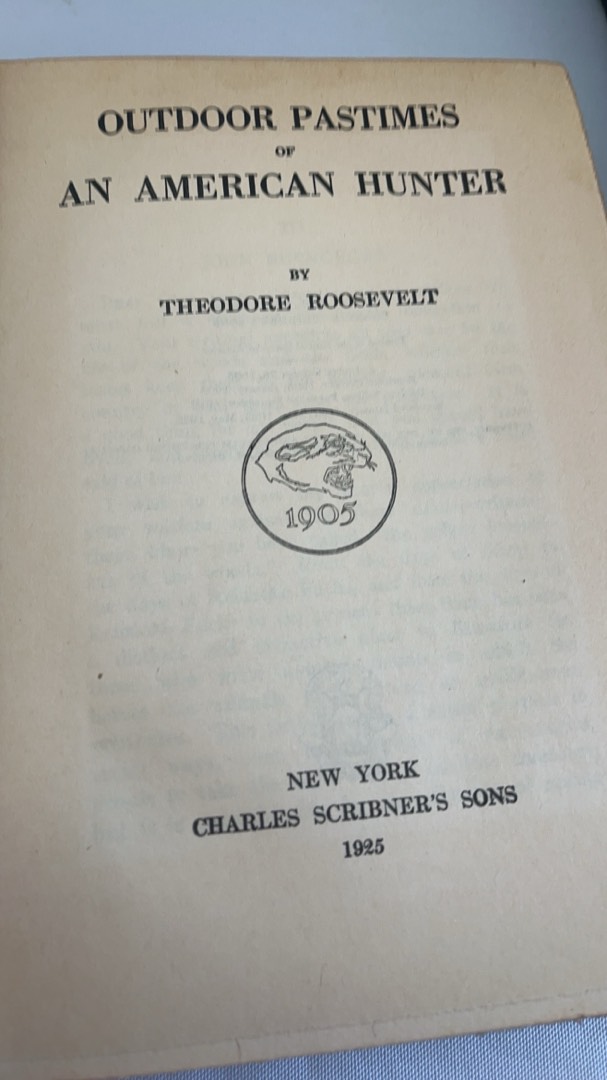 OUTDOOR PASTIMES
OF
AN AMERICAN HUNTER
BY
THEODORE ROOSEVELT
1905
NEW YORK
CHARLES SCRIBNER'S SONS
1925